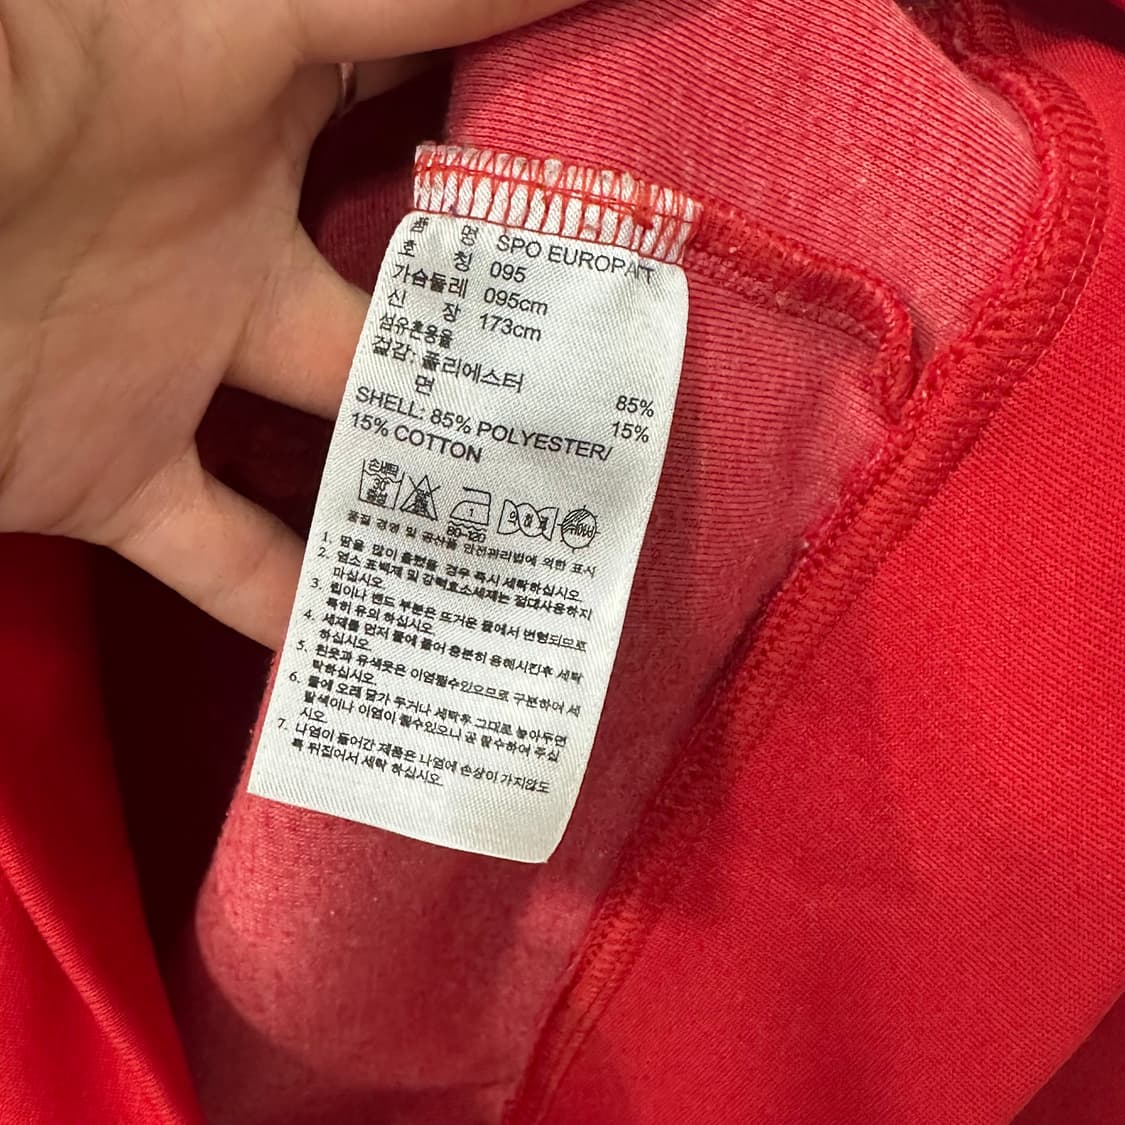 품 명 SPO EUROPA/T
호 칭 095
가슴둘레 095cm
신 장 173cm
섬유혼용율
겉감: 폴리에스터 85%
면 15%
SHELL: 85% POLYESTER/
15% COTTON
손세탁
30°
중성
1
80-120
품질 경영 및 공산품 안전관리법에 의한 표시
1. 땀을 많이 흘렸을 경우 즉시 세탁하십시오.
2. 염소 표백제 및 강력효소세제는 절대사용하지
마십시오.
3. 립이나 밴드 부분은 뜨거운 물에서 변형되므로
특히 유의 하십시오.
4. 세제를 먼저 물에 풀어 충분히 용해시킨후 세탁
하십시오.
5. 흰옷과 유색옷은 이염될수있으므로 구분하여 세
탁하십시오.
6. 물에 오래 담가 두거나 세탁후 그대로 놓아두면
탈색이나 이염이 될수있으니 곧 탈수하여 주십
시오.
7. 나염이 들어간 제품은 나염에 손상이 가지않도
록 뒤집어서 세탁 하십시오.